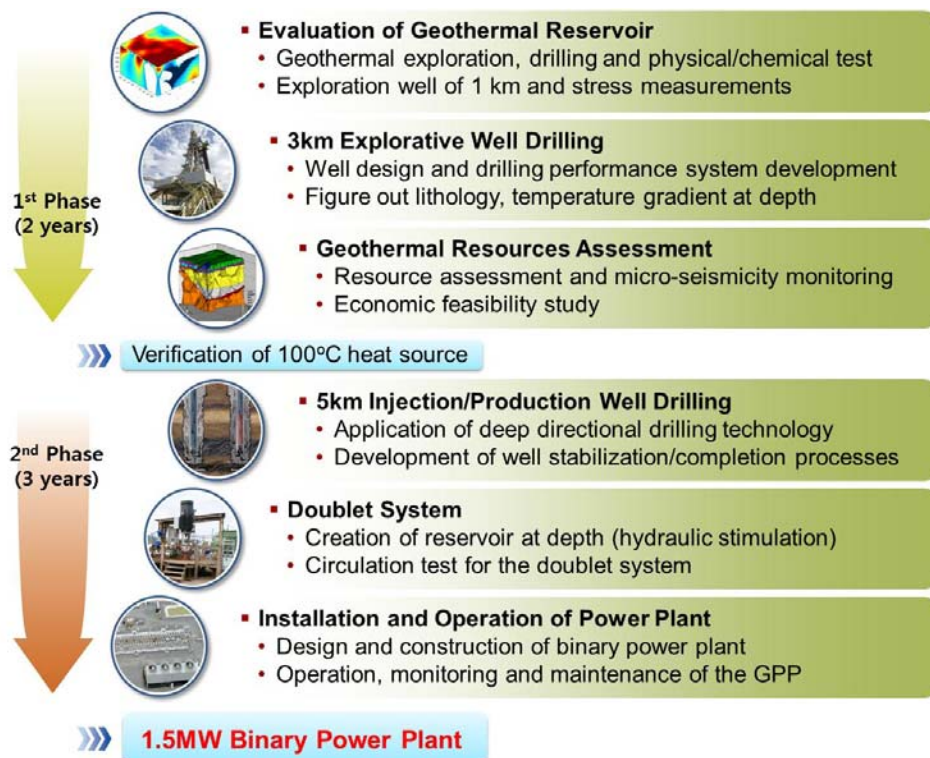 ▪ Evaluation of Geothermal Reservoir
• Geothermal exploration, drilling and physical/chemical test
• Exploration well of 1 km and stress measurements
▪ 3km Explorative Well Drilling
• Well design and drilling performance system development
• Figure out lithology, temperature gradient at depth
1st Phase
(2 years)
▪ Geothermal Resources Assessment
• Resource assessment and micro-seismicity monitoring
• Economic feasibility study
Verification of 100°C heat source
▪ 5km Injection/Production Well Drilling
• Application of deep directional drilling technology
• Development of well stabilization/completion processes
2nd Phase
(3 years)
▪ Doublet System
• Creation of reservoir at depth (hydraulic stimulation)
• Circulation test for the doublet system
▪ Installation and Operation of Power Plant
• Design and construction of binary power plant
• Operation, monitoring and maintenance of the GPP
1.5MW Binary Power Plant